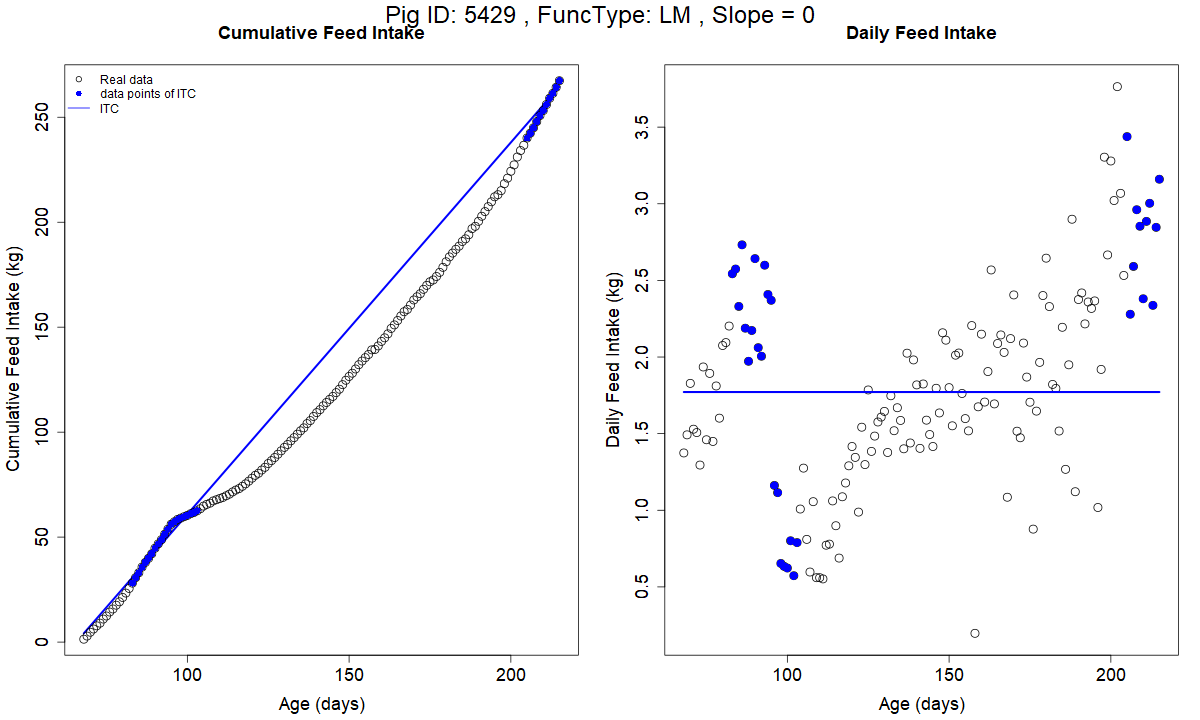 Pig ID: 5429 , FuncType: LM , Slope = 0
Cumulative Feed Intake
Real data
data points of ITC
ITC
Cumulative Feed Intake (kg)
0
50
100
150
200
250
100
150
200
Age (days)
Daily Feed Intake
Daily Feed Intake (kg)
0.5
1.0
1.5
2.0
2.5
3.0
3.5
100
150
200
Age (days)